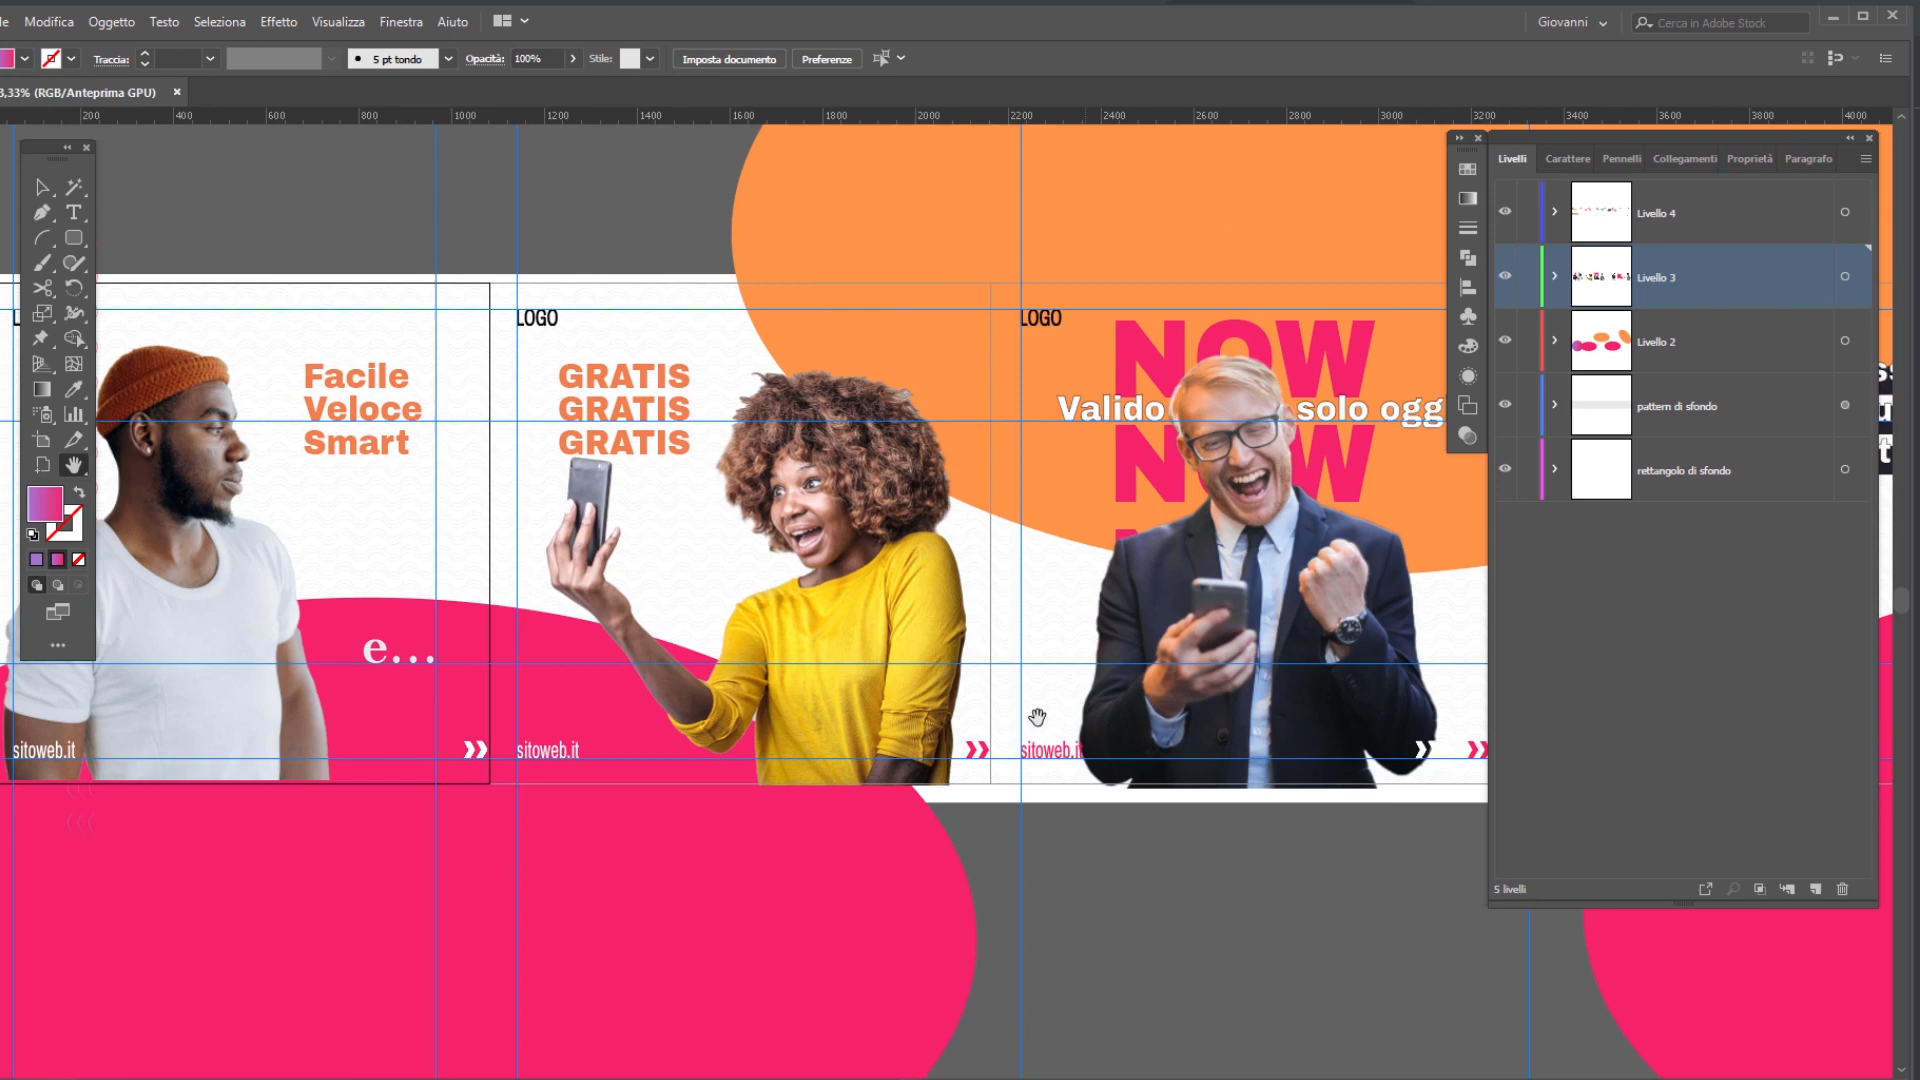 Modifica Oggetto Testo Seleziona Effetto Visualizza Finestra Aiuto
Giovanni
Cerca in Adobe Stock
Traccia:
5 pt tondo
Opacità: 100%
Stile:
Imposta documento
Preferenze
3,33% (RGB/Anteprima GPU)
200 400 600 800 1000 1200 1400 1600 1800 2000 2200 2400 2600 2800 3000 3200 3400 3600 3800 4000
Livelli Carattere Pennelli Collegamenti Proprietà Paragrafo
Livello 4
Livello 3
Livello 2
pattern di sfondo
rettangolo di sfondo
5 livelli
Facile
Veloce
Smart
e...
sitoweb.it
LOGO
GRATIS
GRATIS
GRATIS
sitoweb.it
LOGO
NOW
Valido solo ogg
NOW
sitoweb.it